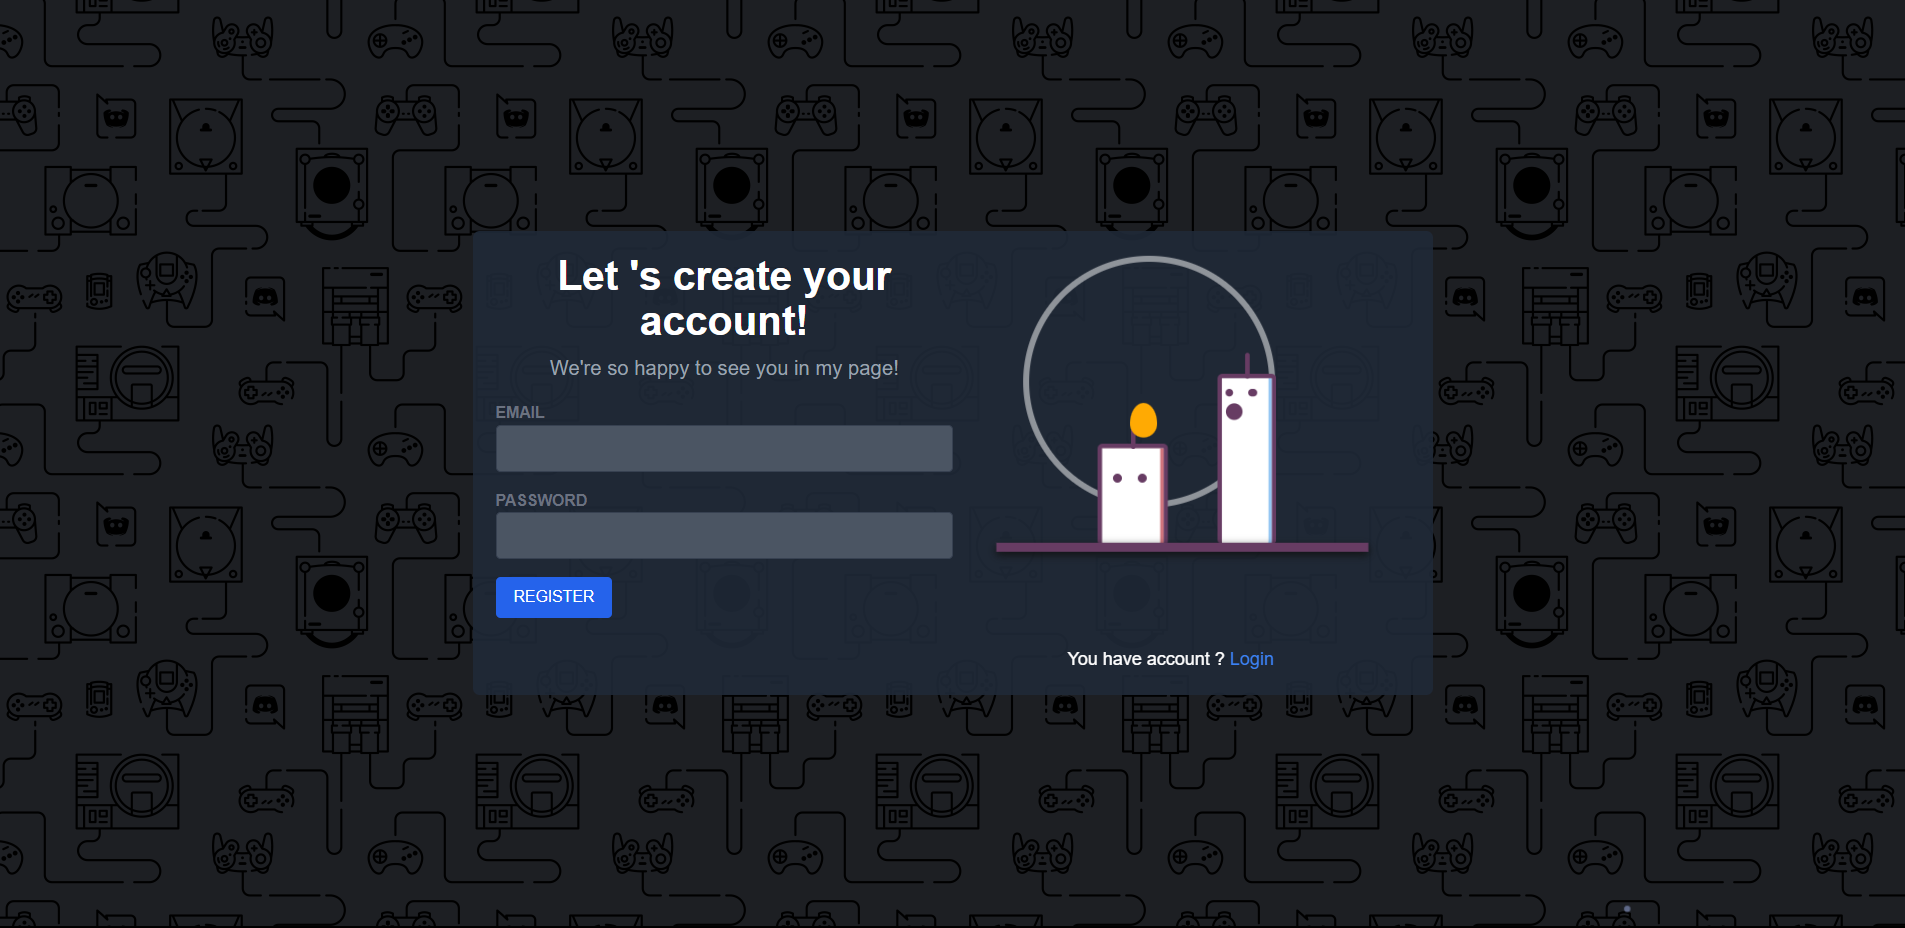 Let 's create your
account!
We're so happy to see you in my page!
EMAIL
PASSWORD
REGISTER
You have account ? Login